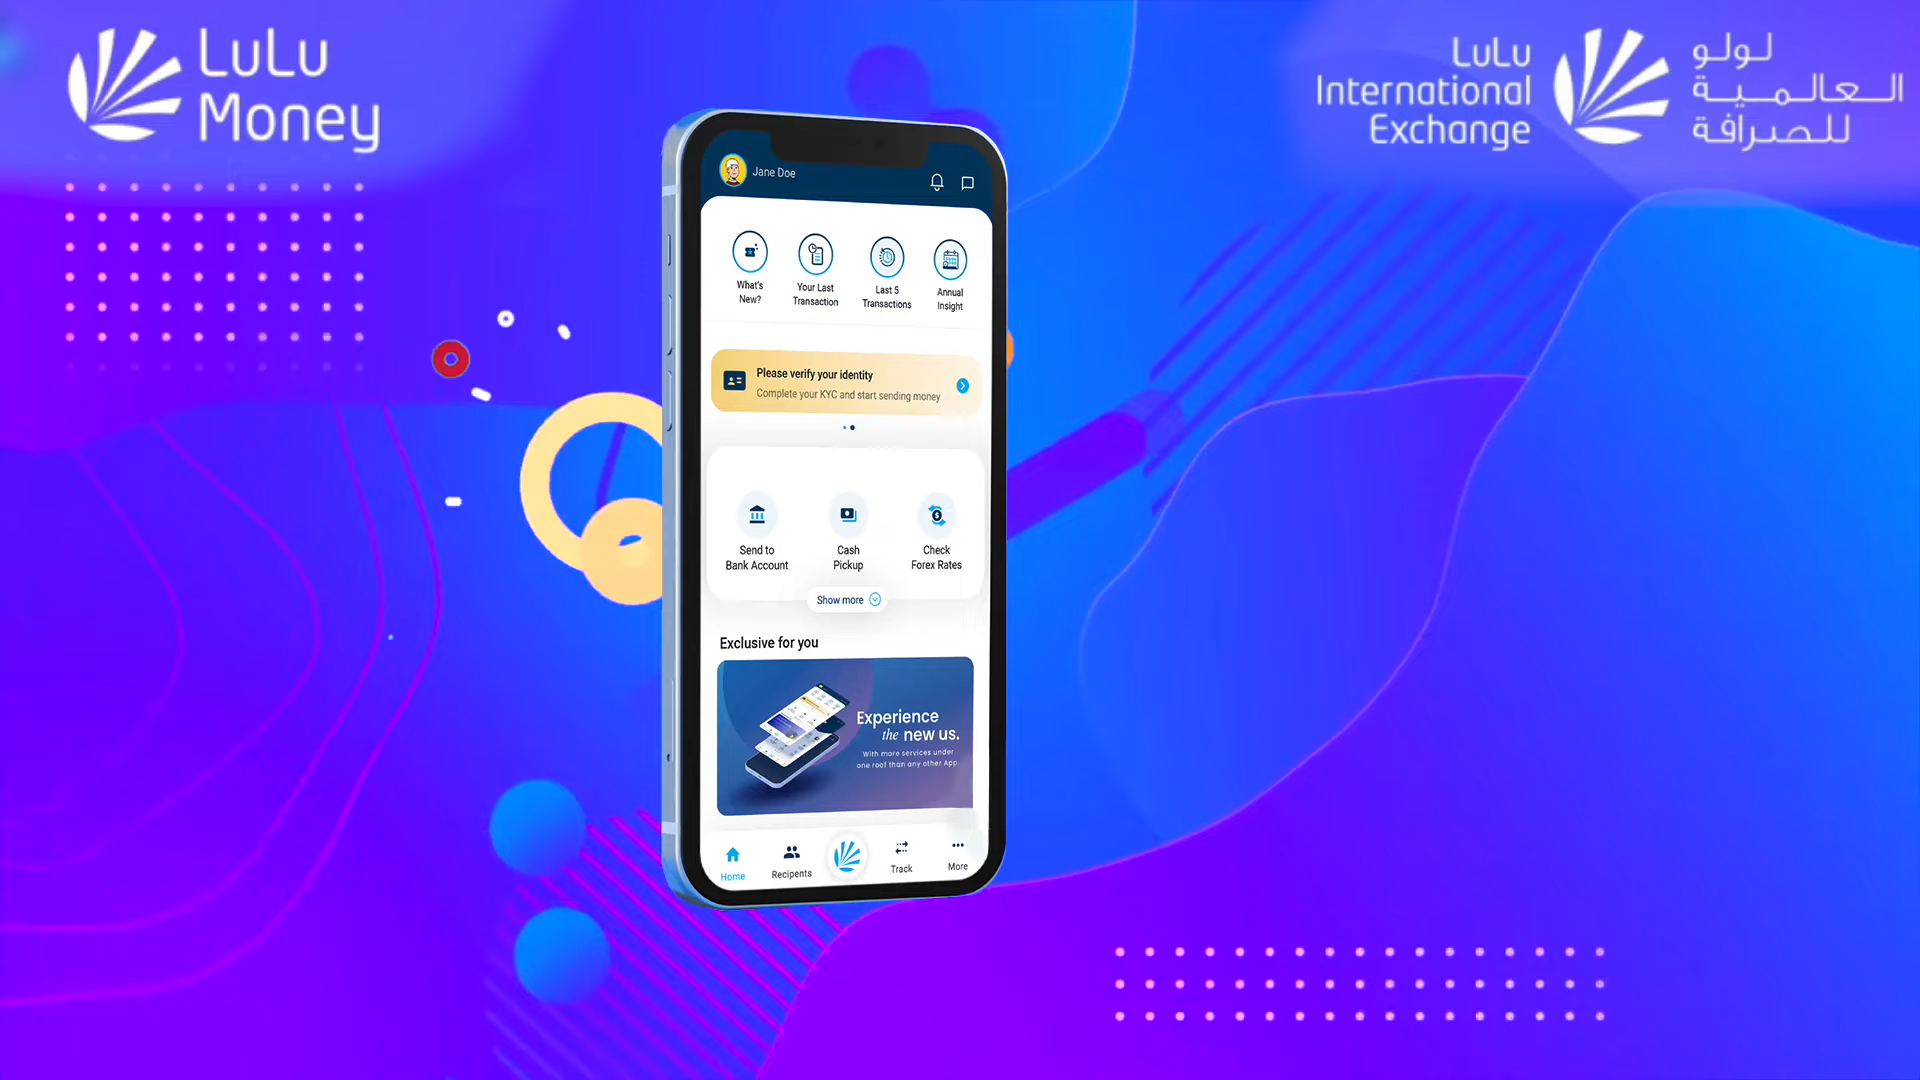 LuLu
Money
LuLu
International
Exchange
لولو
العالمية
للصرافة
Jane Doe
What's
New?
Your Last
Transaction
Last 5
Transactions
Annual
Insight
Please verify your identity
Complete your KYC and start sending money
Send to
Bank Account
Cash
Pickup
Check
Forex Rates
Show more
Exclusive for you
Experience
the new us.
With more services under
one roof than any other App.
Home
Recipents
Track
More